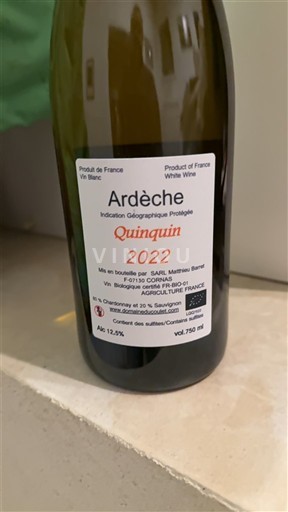 Produit de France Product of France
Vin Blanc White Wine
Ardèche
Indication Géographique Protégée
Quinquin
VINOU
2022
Mis en bouteille par SARL Matthieu Barret
F-07130 CORNAS
Vin Biologique certifié FR-BIO-01
AGRICULTURE FRANCE
% Chardonnay et 20 % Sauvignon
www.domaineducoulet.com
Contient des sulfites/Contains sulfites
Alc 12,5% vol.750 ml